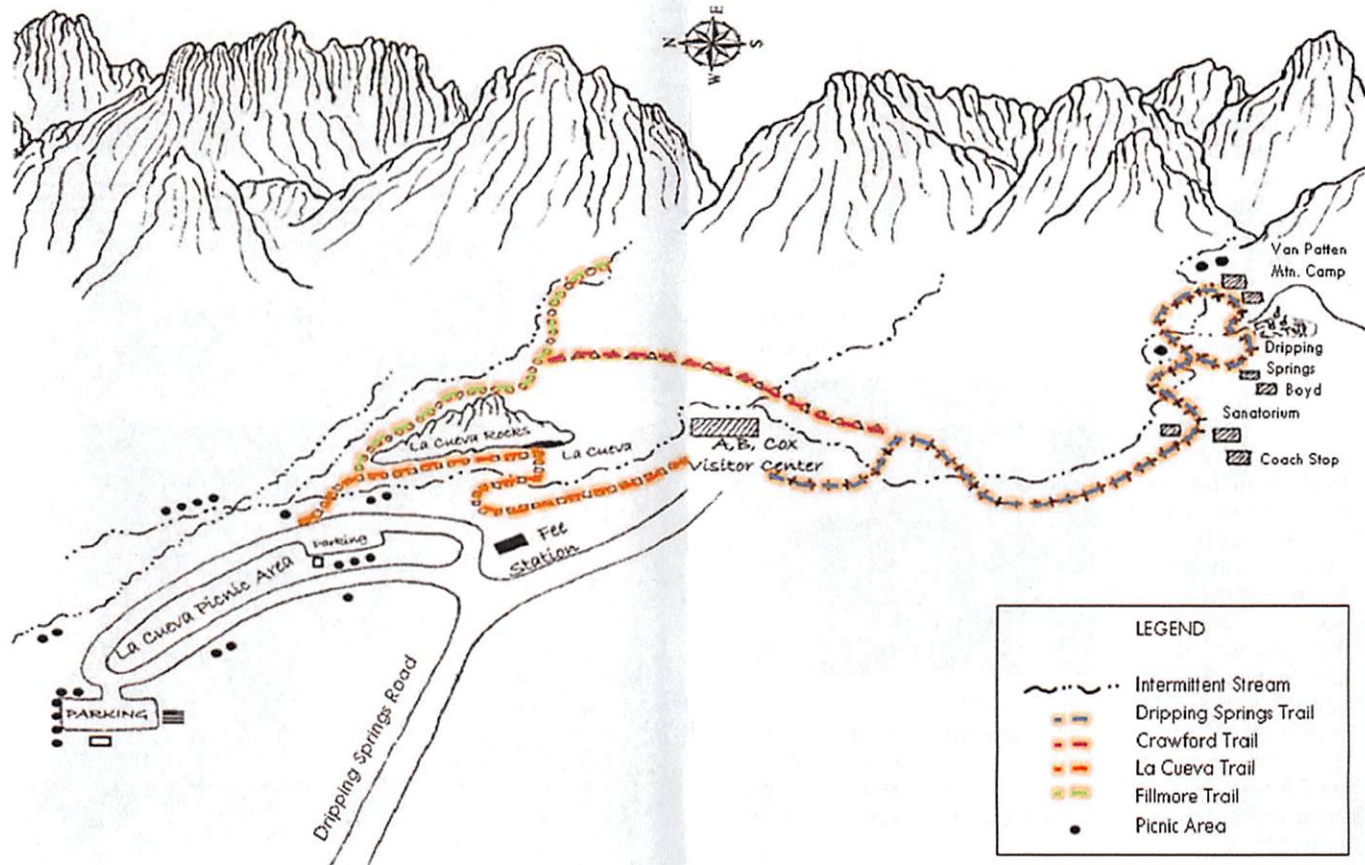 E
N
S
W
Van Patten
Mtn. Camp
Dripping
Springs
Boyd
Sanatorium
Coach Stop
La Cueva Rocks
La Cueva
A.B. Cox
Visitor Center
Fee
Station
Parking
La Cueva Picnic Area
PARKING
Dripping Springs Road
LEGEND
Intermittent Stream
Dripping Springs Trail
Crawford Trail
La Cueva Trail
Fillmore Trail
Picnic Area